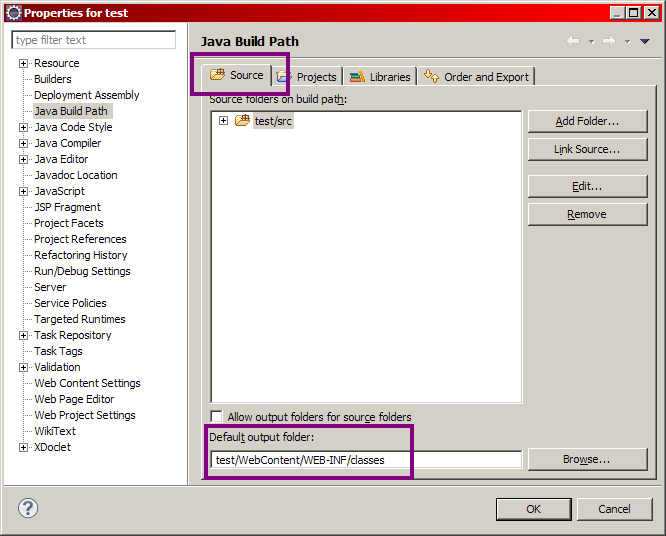 Properties for test
type filter text
Java Build Path
Resource
Builders
Deployment Assembly
Java Build Path
Java Code Style
Java Compiler
Java Editor
Javadoc Location
JavaScript
JSP Fragment
Project Facets
Project References
Refactoring History
Run/Debug Settings
Server
Service Policies
Targeted Runtimes
Task Repository
Task Tags
Validation
Web Content Settings
Web Page Editor
Web Project Settings
WikiText
XDoclet
Source
Projects
Libraries
Order and Export
Source folders on build path:
test/src
Add Folder...
Link Source...
Edit...
Remove
Allow output folders for source folders
Default output folder:
test/WebContent/WEB-INF/classes
Browse...
OK
Cancel